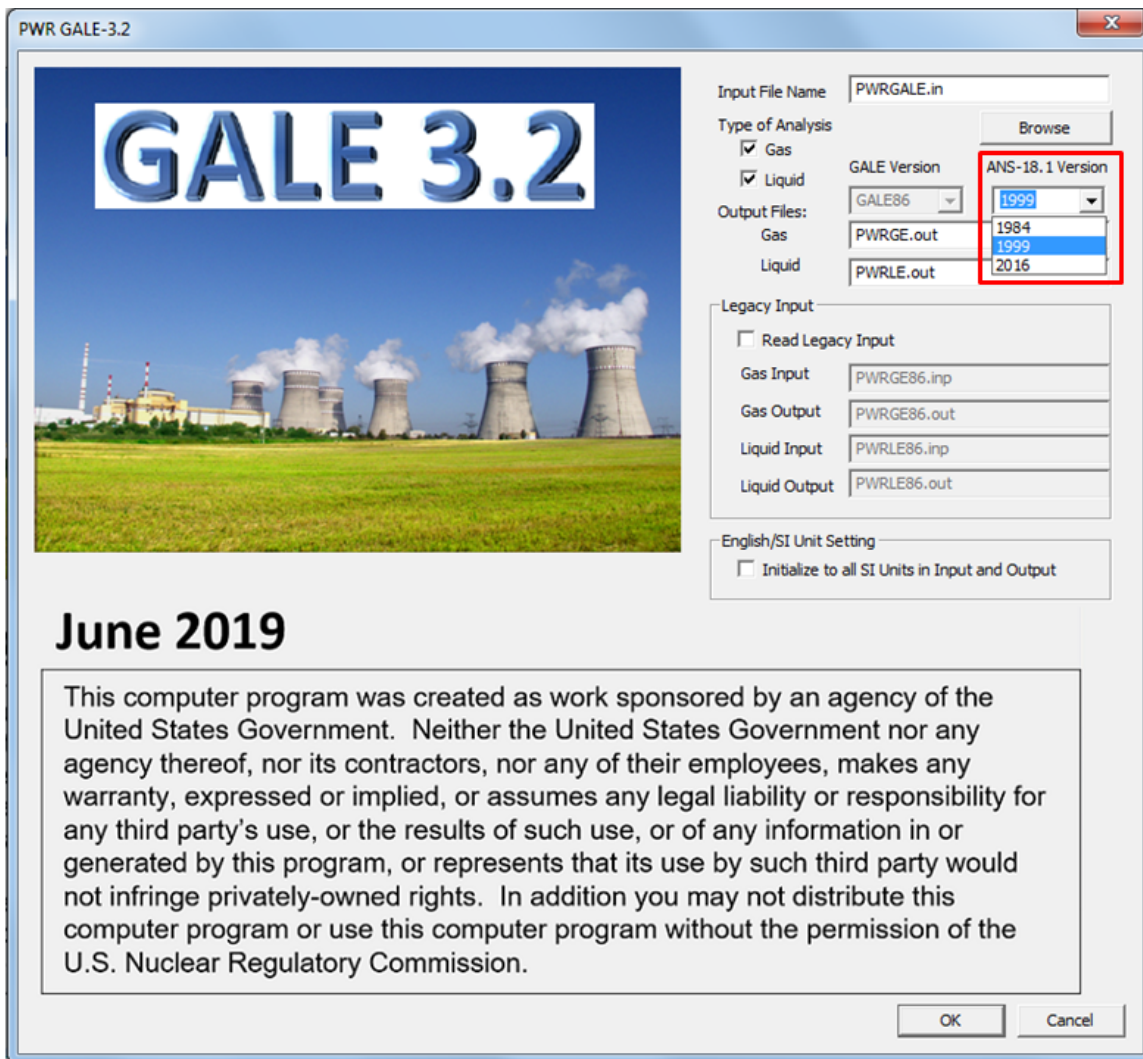 PWR GALE-3.2
GALE 3.2
Input File Name
PWRGALE.in
Type of Analysis
Browse
Gas
Liquid
GALE Version
ANS-18.1 Version
GALE86
1999
1984
1999
2016
Output Files:
Gas
PWRGE.out
Liquid
PWRLE.out
Legacy Input
Read Legacy Input
Gas Input
PWRGE86.inp
Gas Output
PWRGE86.out
Liquid Input
PWRLE86.inp
Liquid Output
PWRLE86.out
English/SI Unit Setting
Initialize to all SI Units in Input and Output
June 2019
This computer program was created as work sponsored by an agency of the
United States Government.  Neither the United States Government nor any
agency thereof, nor its contractors, nor any of their employees, makes any
warranty, expressed or implied, or assumes any legal liability or responsibility for
any third party's use, or the results of such use, or of any information in or
generated by this program, or represents that its use by such third party would
not infringe privately-owned rights.  In addition you may not distribute this
computer program or use this computer program without the permission of the
U.S. Nuclear Regulatory Commission.
OK
Cancel